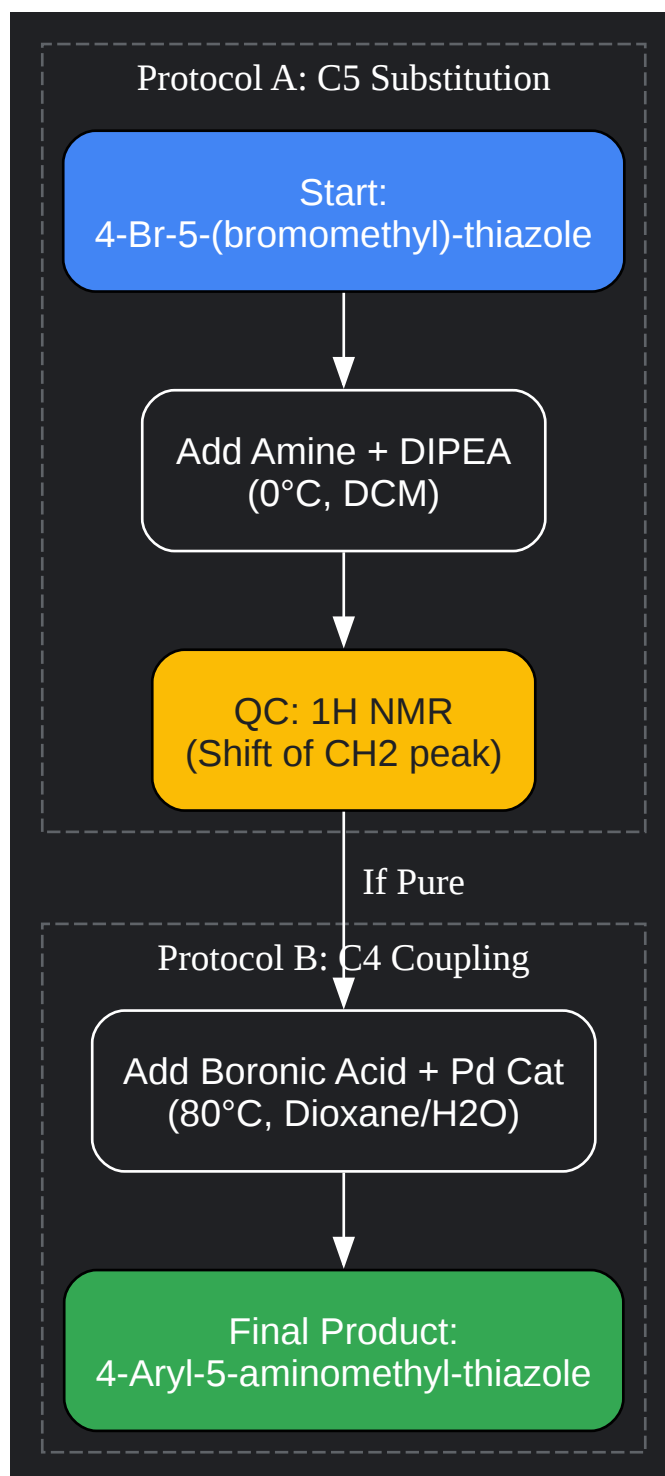 Protocol A: C5 Substitution
Start:
4-Br-5-(bromomethyl)-thiazole
Add Amine + DIPEA
(0°C, DCM)
QC: 1H NMR
(Shift of CH2 peak)
If Pure
Protocol B: C4 Coupling
Add Boronic Acid + Pd Cat
(80°C, Dioxane/H2O)
Final Product:
4-Aryl-5-aminomethyl-thiazole